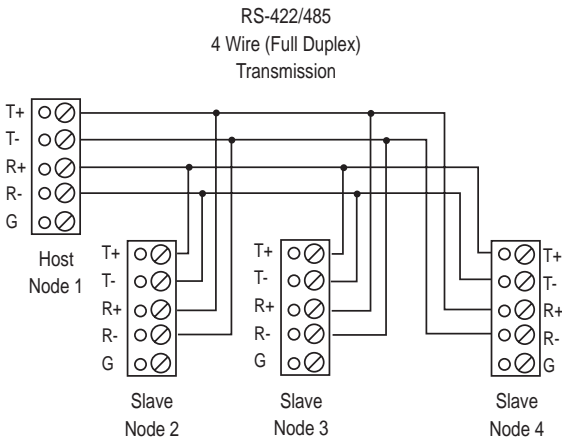 RS-422/485
4 Wire (Full Duplex)
Transmission
T+
T-
R+
R-
G
Host
Node 1
T+
T-
R+
R-
G
Slave
Node 2
T+
T-
R+
R-
G
Slave
Node 3
T+
T-
R+
R-
G
Slave
Node 4